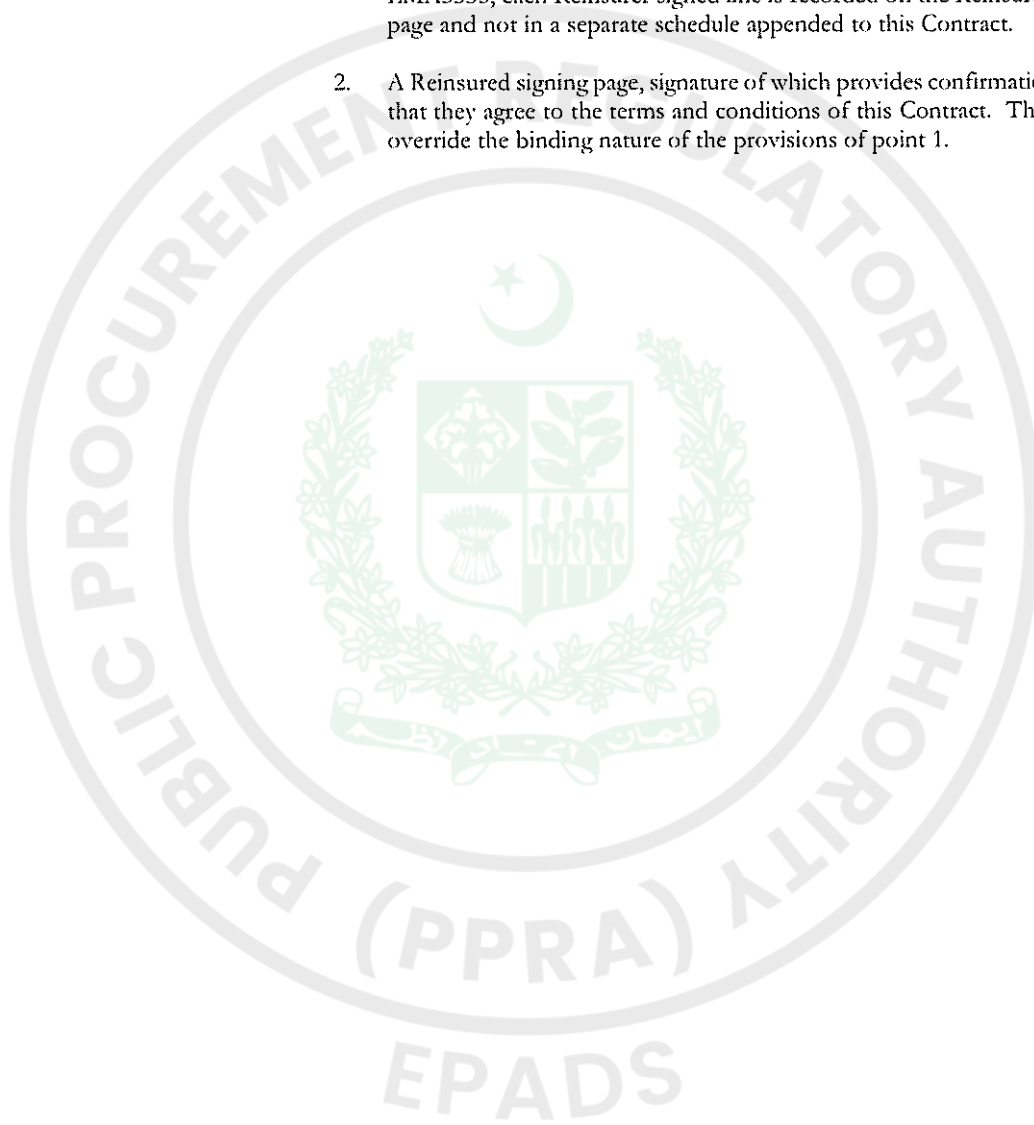 page and not in a separate schedule appended to this Contract.
2. A Reinsured signing page, signature of which provides
that they agree to the terms and conditions of this Contract.
override the binding nature of the provisions of point 1.
PUBLIC PROCUREMENT REGULATORY AUTHORITY
(PPRA)
EPADS